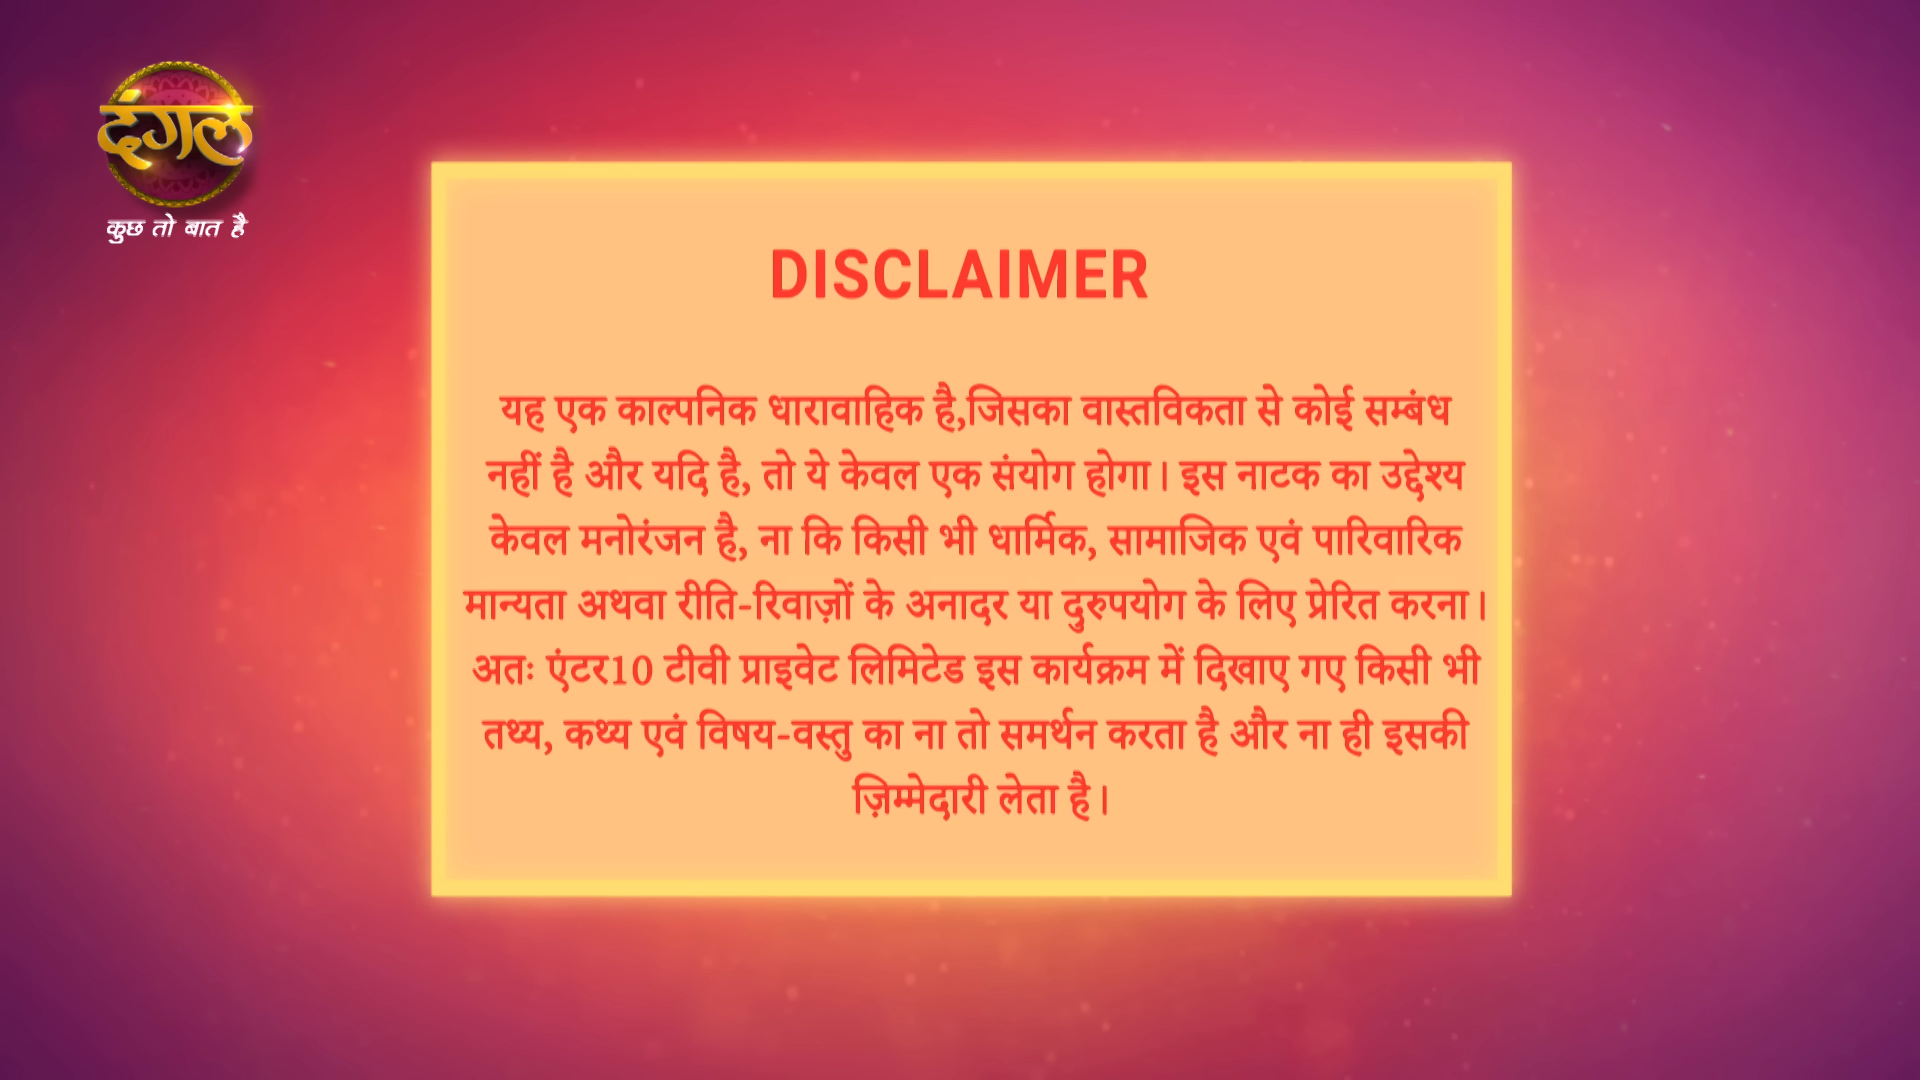 दंगल
कुछ तो बात है
DISCLAIMER
यह एक काल्पनिक धारावाहिक है,जिसका वास्तविकता से कोई सम्बंध
नहीं है और यदि है, तो ये केवल एक संयोग होगा। इस नाटक का उद्देश्य
केवल मनोरंजन है, ना कि किसी भी धार्मिक, सामाजिक एवं पारिवारिक
मान्यता अथवा रीति-रिवाज़ों के अनादर या दुरुपयोग के लिए प्रेरित करना।
अतः एंटर10 टीवी प्राइवेट लिमिटेड इस कार्यक्रम में दिखाए गए किसी भी
तथ्य, कथ्य एवं विषय-वस्तु का ना तो समर्थन करता है और ना ही इसकी
ज़िम्मेदारी लेता है।